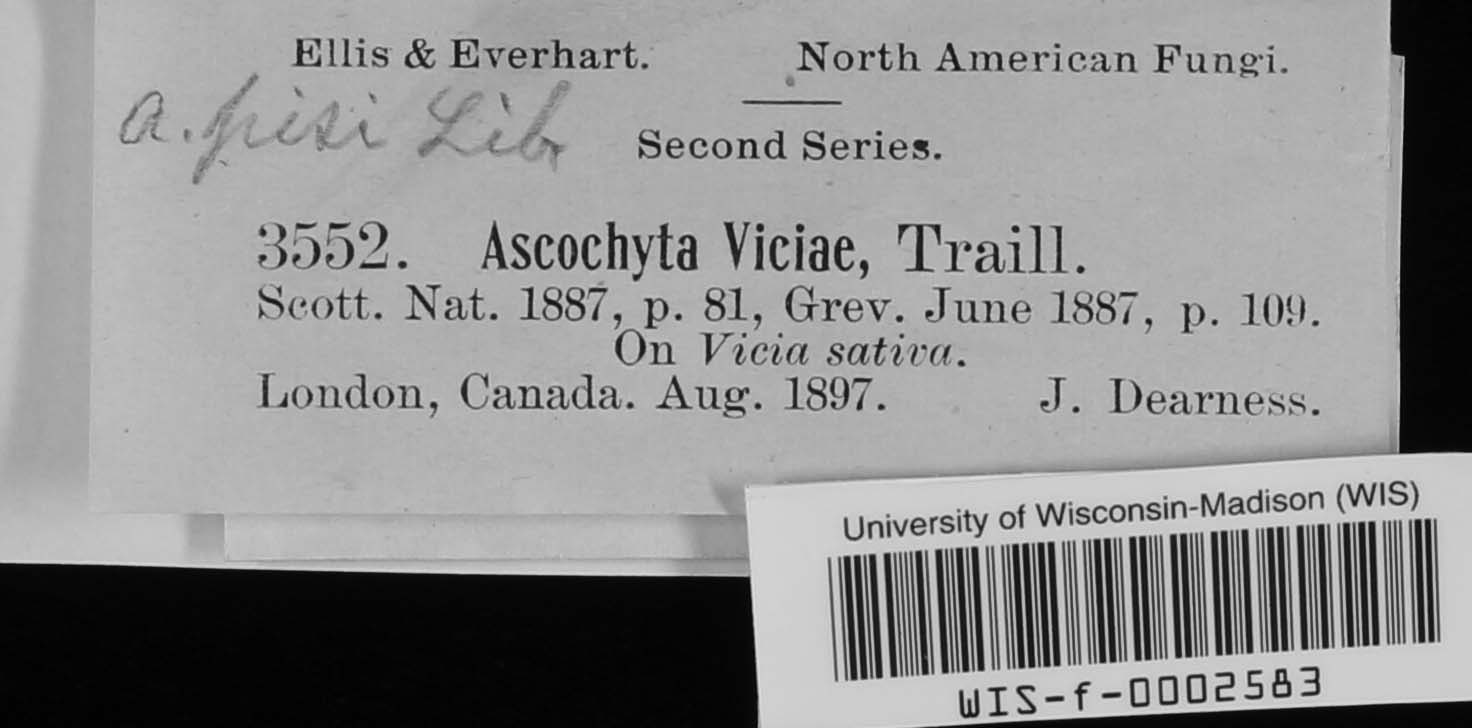 Ellis & Everhart. North American Fungi.
a. pisi Lib
Second Series.
3552. Ascochyta Viciae, Traill.
Scott. Nat. 1887, p. 81, Grev. June 1887, p. 109.
On Vicia sativa.
London, Canada. Aug. 1897. J. Dearness.
University of Wisconsin-Madison (WIS)
WIS-f-0002583